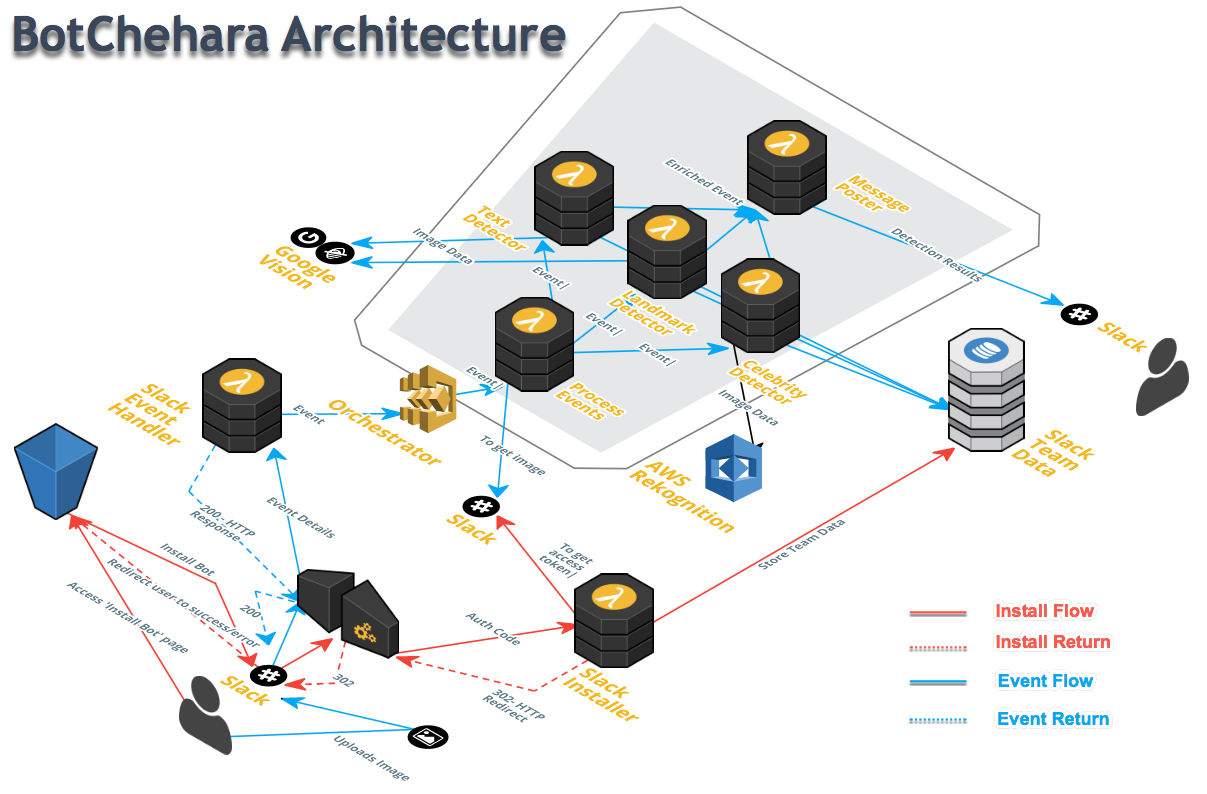 BotChehara Architecture
Message
Poster
Enriched Event
Text
Detector
Image Data
Google
Vision
Detection Results
Event|
Landmark
Detector
Slack
Event|
Event|
Celebrity
Detector
Event|
Process
Events
Image Data
Slack
Event
Handler
Event
Orchestrator
To get image
AWS
Rekognition
Slack
Team
Data
Slack
200- HTTP
Response
Event Details
Store Team Data
Install Bot
To get
access
token|
Redirect user to success/error
Access 'Install Bot' page
200
Auth Code
Slack
302
Slack
Installer
302- HTTP
Redirect
Uploads Image
Install Flow
Install Return
Event Flow
Event Return